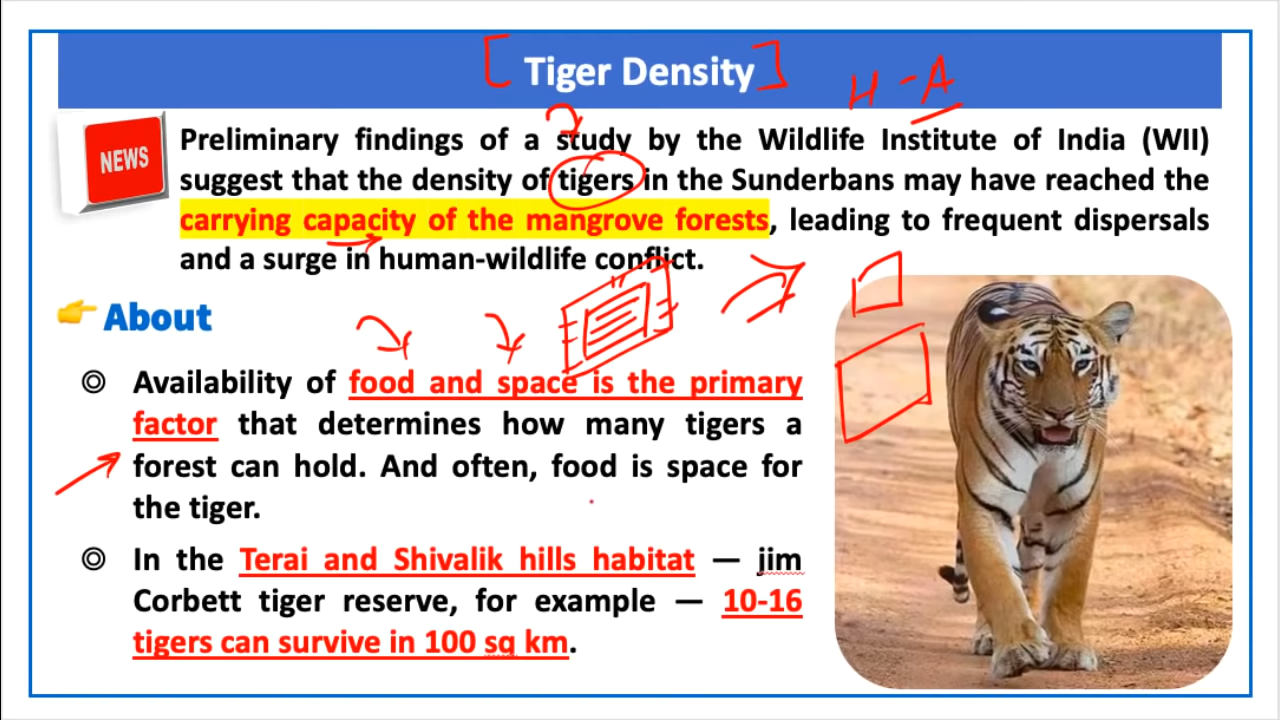 Tiger Density
H - A
NEWS
Preliminary findings of a study by the Wildlife Institute of India (WII)
suggest that the density of tigers in the Sunderbans may have reached the
carrying capacity of the mangrove forests, leading to frequent dispersals
and a surge in human-wildlife conflict.
About
Availability of food and space is the primary
factor that determines how many tigers a
forest can hold. And often, food is space for
the tiger.
In the Terai and Shivalik hills habitat — jim
Corbett tiger reserve, for example — 10-16
tigers can survive in 100 sq km.